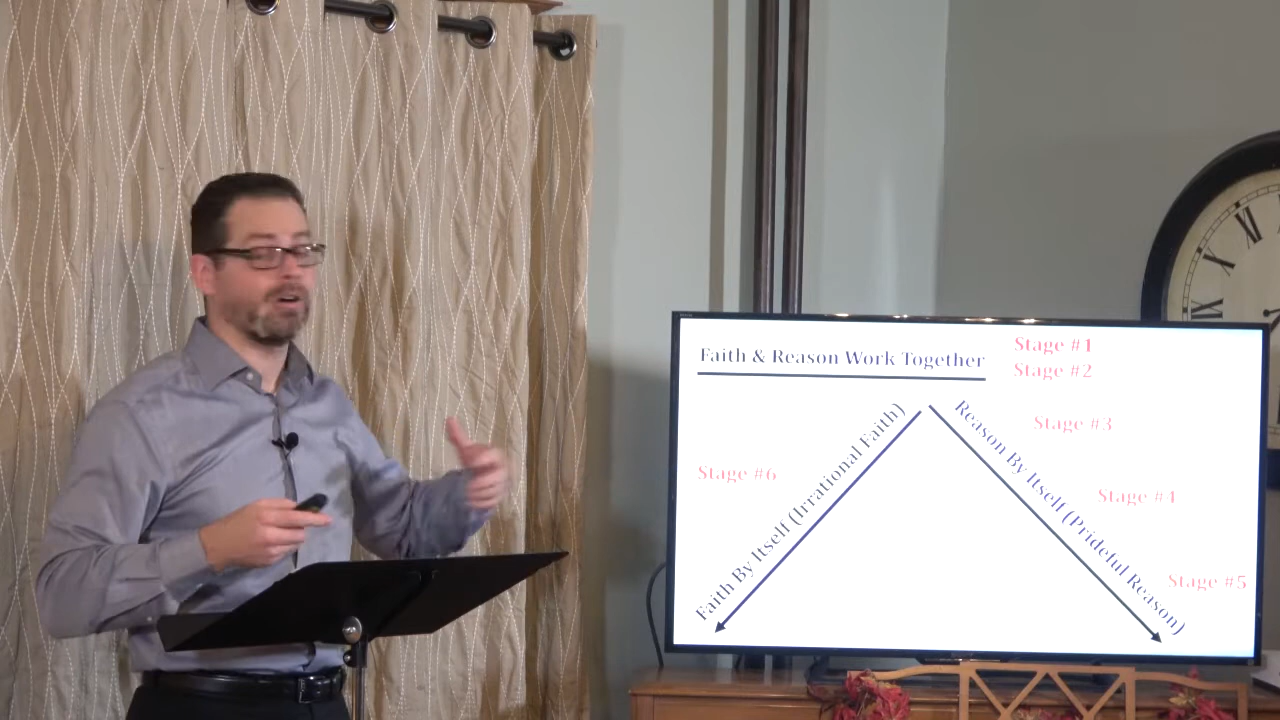 Faith & Reason Work Together
Stage #1
Stage #2
Stage #3
Stage #4
Stage #5
Stage #6
Faith By Itself (Irrational Faith)
Reason By Itself (Prideful Reason)
X